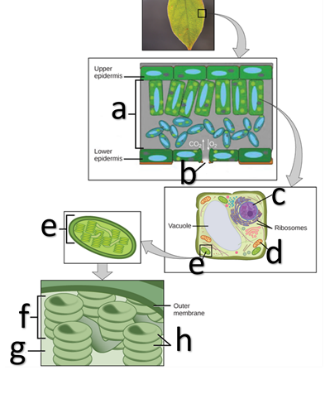 Upper
epidermis
a
CO₂ O₂
Lower
epidermis
b
c
Vacuole
Ribosomes
e
d
e
Outer
membrane
f
g
h